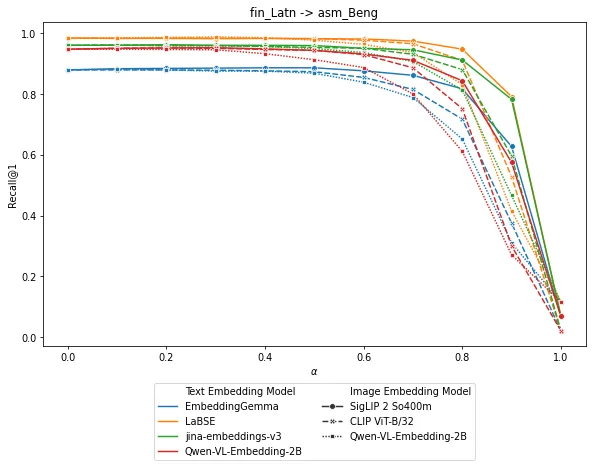 fin_Latn -> asm_Beng
1.0
0.8
0.6
0.4
0.2
0.0
Recall@1
0.0 0.2 0.4 0.6 0.8 1.0
α
Text Embedding Model Image Embedding Model
EmbeddingGemma SigLIP 2 So400m
LaBSE CLIP ViT-B/32
jina-embeddings-v3 Qwen-VL-Embedding-2B
Qwen-VL-Embedding-2B